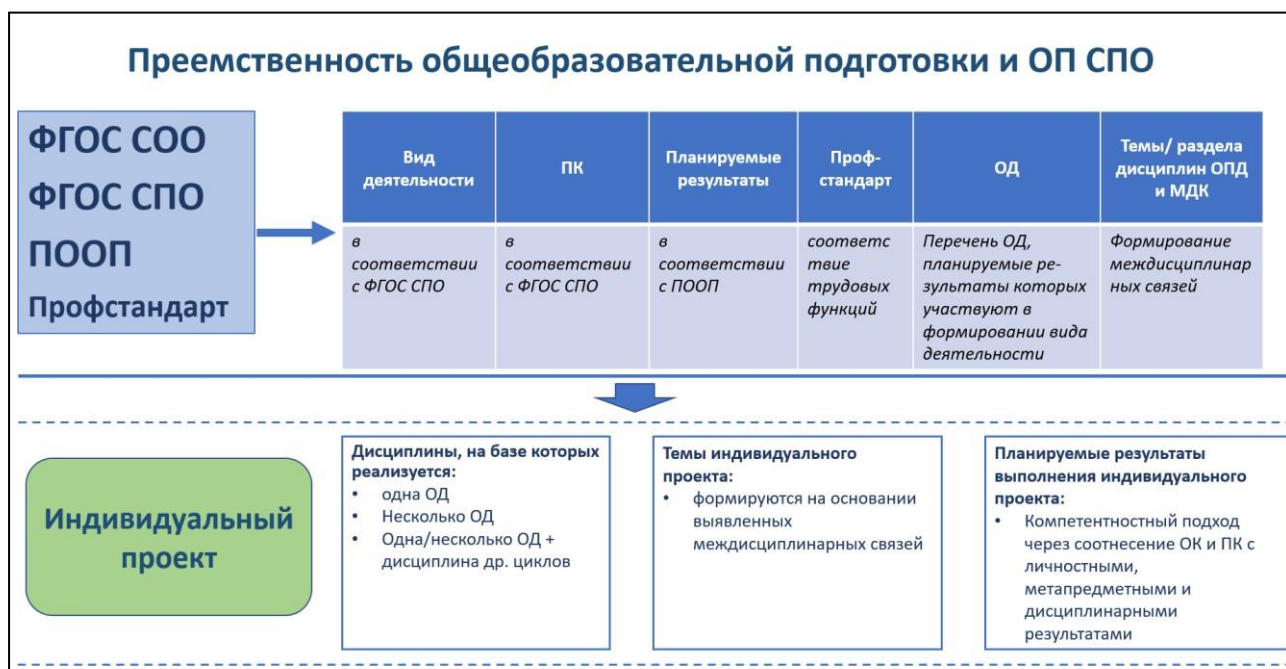 Преемственность общеобразовательной подготовки и ОП СПО
ФГОС СОО
ФГОС СПО
ПООП
Профстандарт
Вид
деятельности
ПК
Планируемые
результаты
Проф-
стандарт
ОД
Темы/ раздела
дисциплин ОПД
и МДК
в
соответствии
с ФГОС СПО
в
соответствии
с ФГОС СПО
в
соответствии
с ПООП
соответс
твие
трудовых
функций
Перечень ОД,
планируемые ре-
зультаты которых
участвуют в
формировании вида
деятельности
Формирование
междисциплинар
ных связей
Индивидуальный
проект
Дисциплины, на базе которых
реализуется:
• одна ОД
• Несколько ОД
• Одна/несколько ОД +
дисциплина др. циклов
Темы индивидуального
проекта:
• формируются на основании
выявленных
междисциплинарных связей
Планируемые результаты
выполнения индивидуального
проекта:
• Компетентностный подход
через соотнесение ОК и ПК с
личностными,
метапредметными и
дисциплинарными
результатами